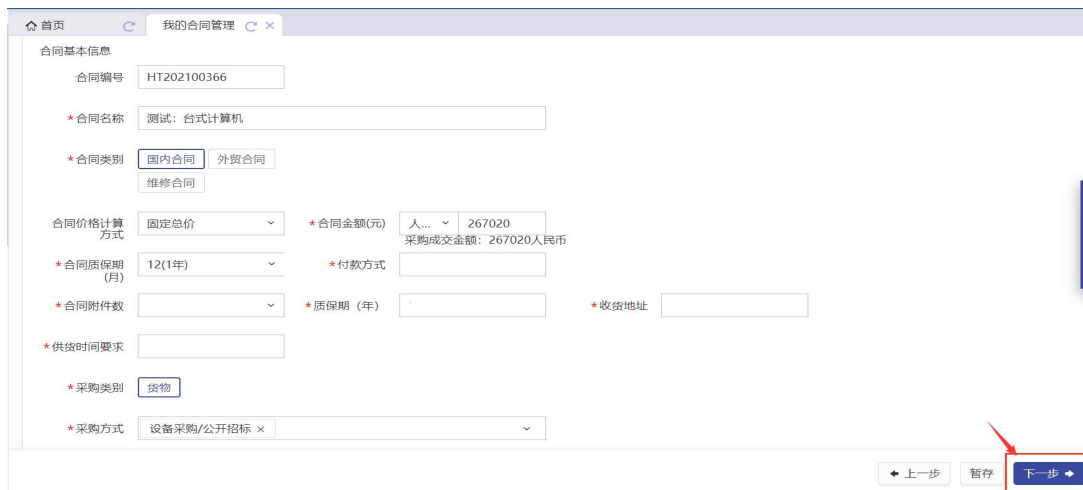 首页 我的合同管理
合同基本信息
合同编号 HT202100366
*合同名称 测试：台式计算机
*合同类别 国内合同 外贸合同
维修合同
合同价格计算方式 固定总价 *合同金额(元) 人... 267020
采购成交金额：267020人民币
*合同质保期(月) 12(1年) *付款方式
*合同附件数 *质保期（年） *收货地址
*供货时间要求
*采购类别 货物
*采购方式 设备采购/公开招标 ×
上一步 暂存 下一步